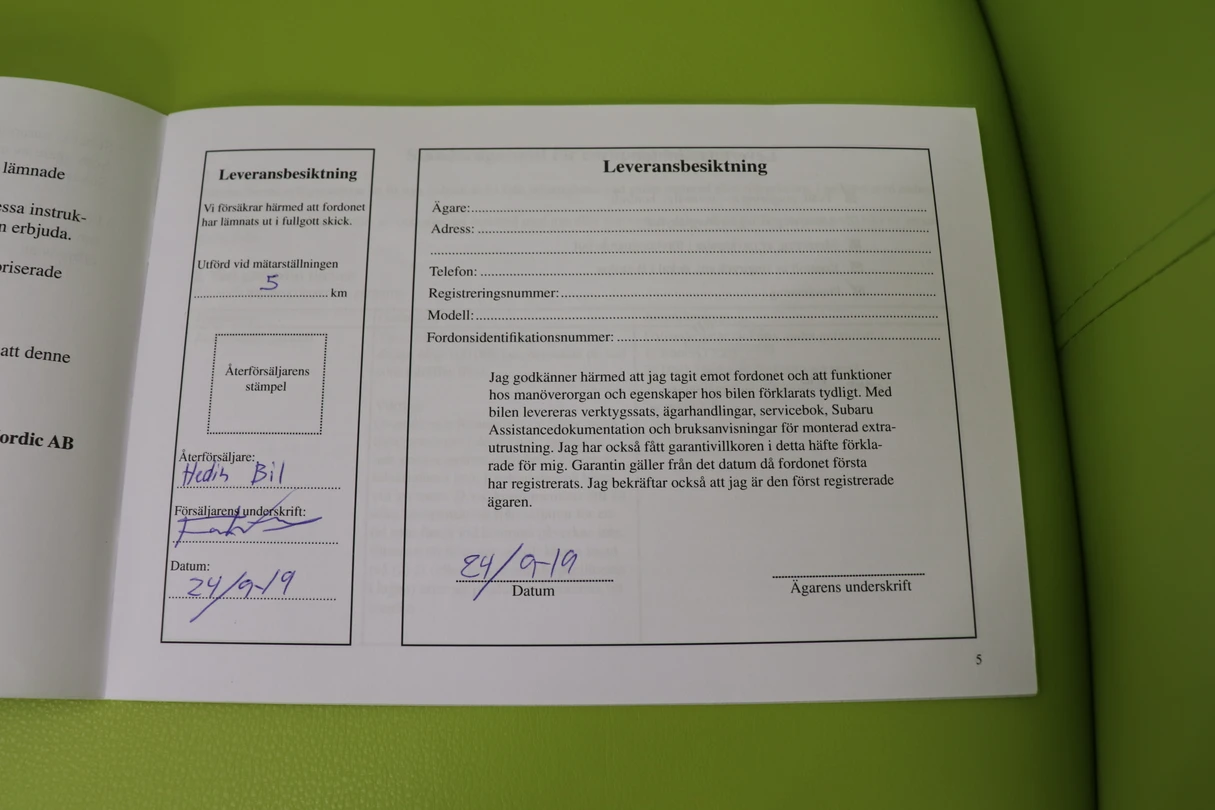 lämnade
ssa instruk-
n erbjuda.
riserade
att denne
ordic AB
Leveransbesiktning
Vi försäkrar härmed att fordonet
har lämnats ut i fullgott skick.
Utförd vid mätarställningen
5
km
Återförsäljarens
stämpel
Återförsäljare:
Hedin Bil
Försäljarens underskrift:
Datum:
24/9-19
Leveransbesiktning
Ägare:
Adress:
Telefon:
Registreringsnummer:
Modell:
Fordonsidentifikationsnummer:
Jag godkänner härmed att jag tagit emot fordonet och att funktioner
hos manöverorgan och egenskaper hos bilen förklarats tydligt. Med
bilen levereras verktygssats, ägarhandlingar, servicebok, Subaru
Assistancedokumentation och bruksanvisningar för monterad extra-
utrustning. Jag har också fått garantivillkoren i detta häfte förkla-
rade för mig. Garantin gäller från det datum då fordonet första
har registrerats. Jag bekräftar också att jag är den först registrerade
ägaren.
24/9-19
Datum
Ägarens underskrift
5